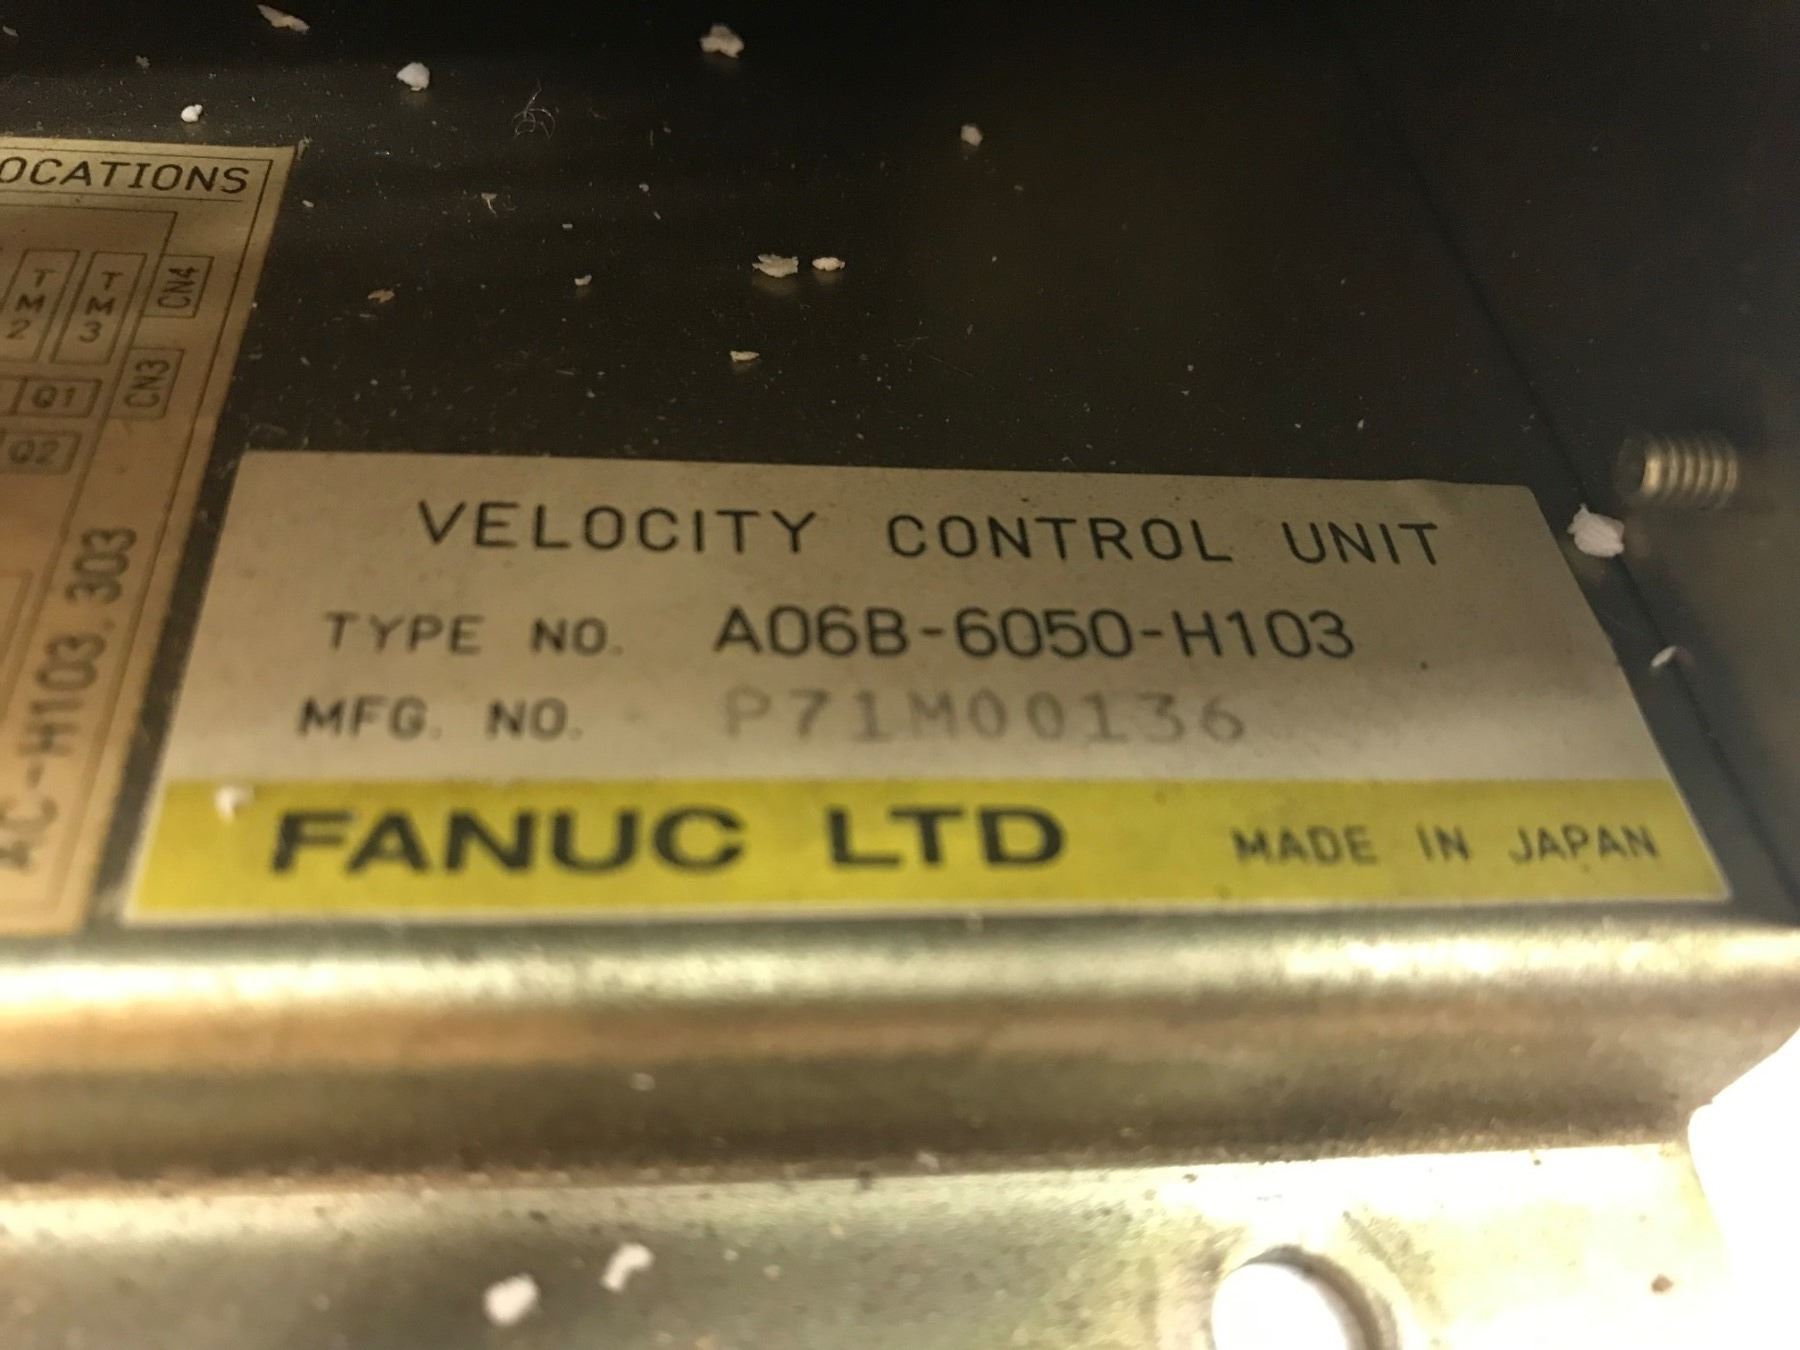 OCATIONS
TM2
TM3
CN4
CN3
Q1
Q2
AC-H103.303
VELOCITY CONTROL UNIT
TYPE NO. A06B-6050-H103
MFG. NO. P71M00136
FANUC LTD MADE IN JAPAN